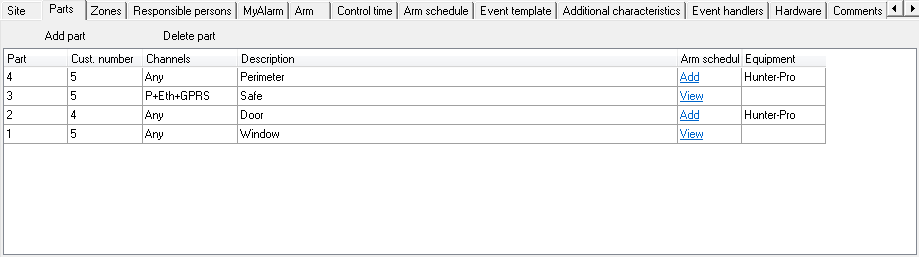 Site Parts Zones Responsible persons MyAlarm Arm Control time Arm schedule Event template Additional characteristics Event handlers Hardware Comments
Add part Delete part
Part Cust. number Channels Description Arm schedul Equipment
4 5 Any Perimeter Add Hunter-Pro
3 5 P+Eth+GPRS Safe View
2 4 Any Door Add Hunter-Pro
1 5 Any Window View